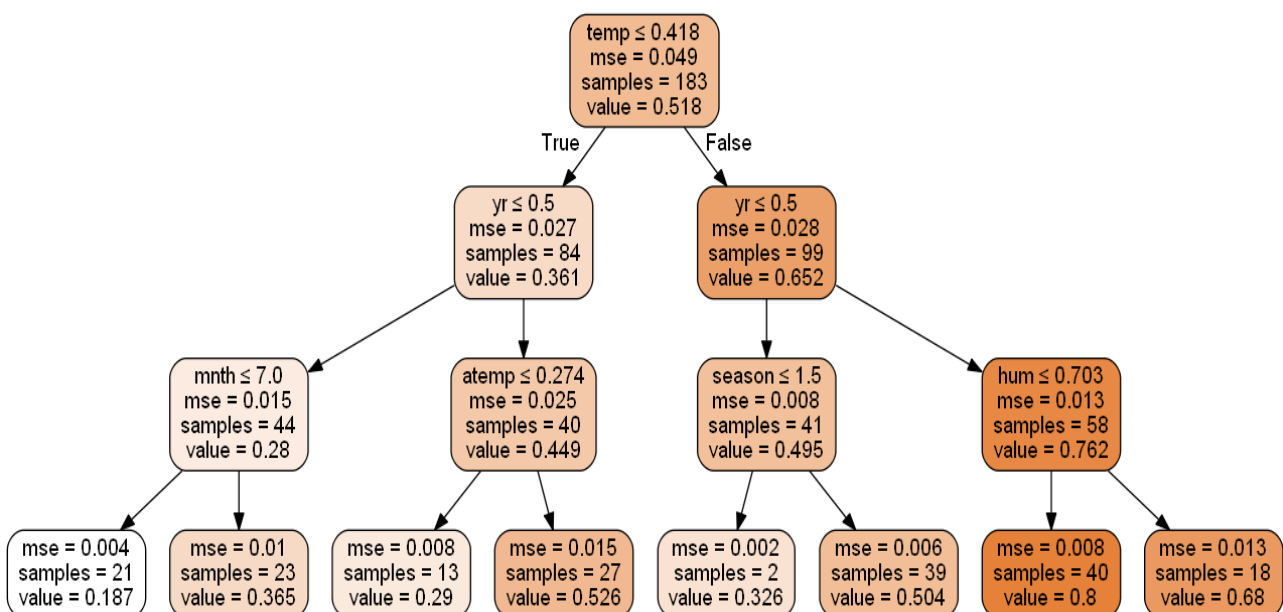 temp ≤ 0.418
mse = 0.049
samples = 183
value = 0.518
True
False
yr ≤ 0.5
mse = 0.027
samples = 84
value = 0.361
yr ≤ 0.5
mse = 0.028
samples = 99
value = 0.652
mnth ≤ 7.0
mse = 0.015
samples = 44
value = 0.28
atemp ≤ 0.274
mse = 0.025
samples = 40
value = 0.449
season ≤ 1.5
mse = 0.008
samples = 41
value = 0.495
hum ≤ 0.703
mse = 0.013
samples = 58
value = 0.762
mse = 0.004
samples = 21
value = 0.187
mse = 0.01
samples = 23
value = 0.365
mse = 0.008
samples = 13
value = 0.29
mse = 0.015
samples = 27
value = 0.526
mse = 0.002
samples = 2
value = 0.326
mse = 0.006
samples = 39
value = 0.504
mse = 0.008
samples = 40
value = 0.8
mse = 0.013
samples = 18
value = 0.68